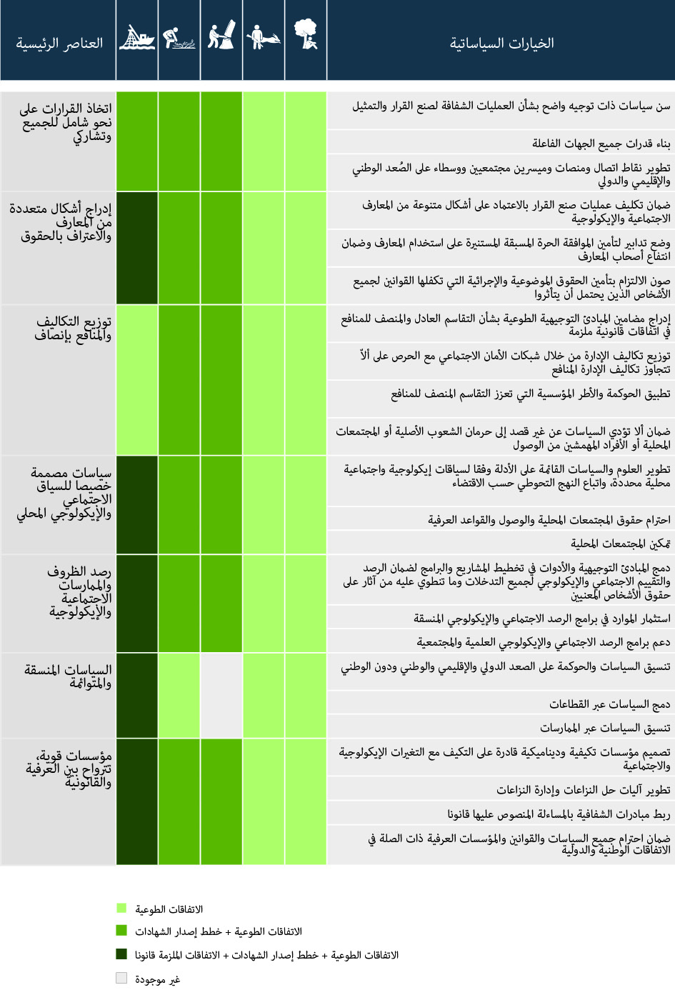 العناصر الرئيسية
الخيارات السياساتية
اتخاذ القرارات على
نحو شامل للجميع
وتشاركي
سن سياسات ذات توجيه واضح بشأن العمليات الشفافة لصنع القرار والتمثيل
بناء قدرات جميع الجهات الفاعلة
تطوير نقاط اتصال ومنصات وميسرين مجتمعيين ووسطاء على الصُعد الوطني
والإقليمي والدولي
إدراج أشكال متعددة
من المعارف
والاعتراف بالحقوق
ضمان تكليف عمليات صنع القرار بالاعتماد على أشكال متنوعة من المعارف
الاجتماعية والإيكولوجية
وضع تدابير لتأمين الموافقة الحرة المسبقة المستنيرة على استخدام المعارف وضمان
انتفاع أصحاب المعارف
صون الالتزام بتأمين الحقوق الموضوعية والإجرائية التي تكفلها القوانين لجميع
الأشخاص الذين يحتمل أن يتأثروا
توزيع التكاليف
والمنافع بإنصاف
إدراج مضامين المبادئ التوجيهية الطوعية بشأن التقاسم العادل والمنصف للمنافع
في اتفاقات قانونية ملزمة
توزيع تكاليف الإدارة من خلال شبكات الأمان الاجتماعي مع الحرص على ألاّ
تتجاوز تكاليف الإدارة المنافع
تطبيق الحوكمة والأطر المؤسسية التي تعزز التقاسم المنصف للمنافع
ضمان ألا تؤدي السياسات عن غير قصد إلى حرمان الشعوب الأصلية أو المجتمعات
المحلية أو الأفراد المهمشين من الوصول
سياسات مصممة
خصيصا للسياق
الاجتماعي
والإيكولوجي المحلي
تطوير العلوم والسياسات القائمة على الأدلة وفقا لسياقات إيكولوجية واجتماعية
محلية محددة، واتباع النهج التحوطي حسب الاقتضاء
احترام حقوق المجتمعات المحلية والوصول والقواعد العرفية
تمكين المجتمعات المحلية
رصد الظروف
والممارسات
الاجتماعية
والإيكولوجية
دمج المبادئ التوجيهية والأدوات في تخطيط المشاريع والبرامج لضمان الرصد
والتقييم الاجتماعي والإيكولوجي لجميع التدخلات وما تنطوي عليه من آثار على
حقوق الأشخاص المعنيين
استثمار الموارد في برامج الرصد الاجتماعي والإيكولوجي المنسقة
دعم برامج الرصد الاجتماعي والإيكولوجي العلمية والمجتمعية
السياسات المنسقة
والمتوائمة
تنسيق السياسات والحوكمة على الصعد الدولي والإقليمي والوطني ودون الوطني
دمج السياسات عبر القطاعات
تنسيق السياسات عبر الممارسات
مؤسسات قوية،
تتراوح بين العرفية
والقانونية
تصميم مؤسسات تكيفية وديناميكية قادرة على التكيف مع التغيرات الإيكولوجية
والاجتماعية
تطوير آليات حل النزاعات وإدارة النزاعات
ربط مبادرات الشفافية بالمساءلة المنصوص عليها قانونا
ضمان احترام جميع السياسات والقوانين والمؤسسات العرفية ذات الصلة في
الاتفاقات الوطنية والدولية
الاتفاقات الطوعية
الاتفاقات الطوعية + خطط إصدار الشهادات
الاتفاقات الطوعية + خطط إصدار الشهادات + الاتفاقات الملزمة قانونا
غير موجودة